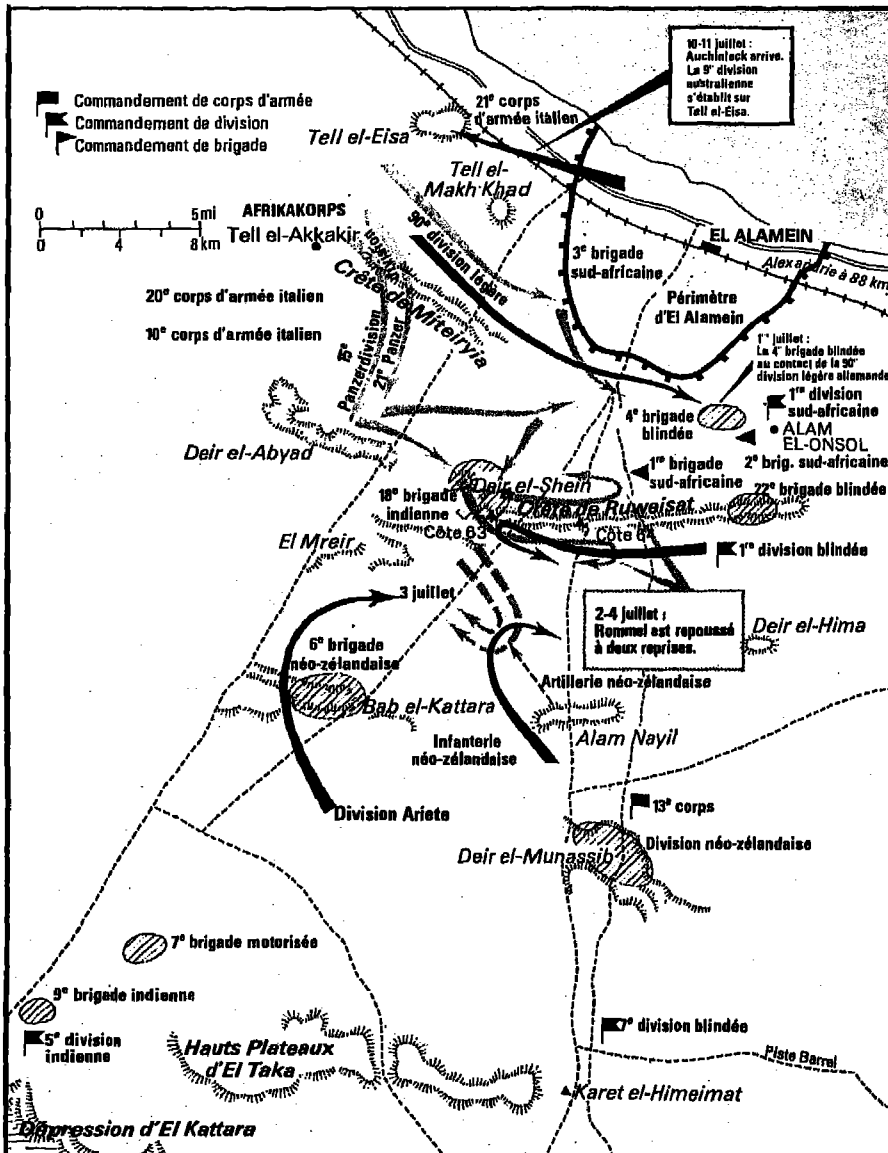 10-11 juillet :
Auchinleck arrive.
La 9e division
australienne
s'établit sur
Tell el-Eisa.
Commandement de corps d'armée
Commandement de division
Commandement de brigade
21e corps
d'armée italien
Tell el-Eisa
Tell el-
Makh Khad
0 5 mi
0 4 8 km
AFRIKAKORPS
Tell el-Akkakir
90e division légère
3e brigade
sud-africaine
EL ALAMEIN
Alexandrie à 88 km
Crête de Miteiryia
20e corps d'armée italien
10e corps d'armée italien
Périmètre
d'El Alamein
15e
Panzerdivision
21e Panzer
1er juillet :
La 4e brigade blindée
au contact de la 90e
division légère allemande
1re division
sud-africaine
4e brigade
blindée
ALAM
EL-ONSOL
Deir el-Abyad
1re brigade
sud-africaine
2e brig. sud-africaine
Deir el-Shein
22e brigade blindée
18e brigade
indienne
Crête de Ruweisat
Côte 63
Côte 64
El Mreir
1re division blindée
3 juillet
2-4 juillet :
Rommel est repoussé
à deux reprises.
Deir el-Hima
6e brigade
néo-zélandaise
Artillerie néo-zélandaise
Bab el-Kattara
Alam Nayil
Infanterie
néo-zélandaise
Division Ariete
13e corps
Division néo-zélandaise
Deir el-Munassib
7e brigade motorisée
9e brigade indienne
5e division
indienne
7e division blindée
Hauts Plateaux
d'El Taka
Piste Barrel
Karet el-Himeimat
Dépression d'El Kattara